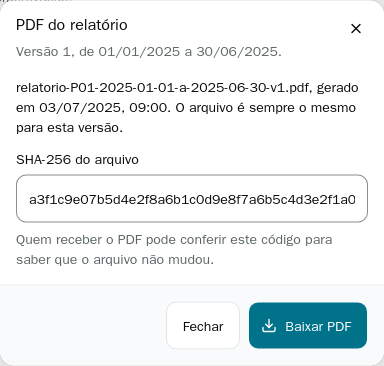 PDF do relatório
Versão 1, de 01/01/2025 a 30/06/2025.
relatorio-P01-2025-01-01-a-2025-06-30-v1.pdf, gerado
em 03/07/2025, 09:00. O arquivo é sempre o mesmo
para esta versão.
SHA-256 do arquivo
a3f1c9e07b5d4e2f8a6b1c0d9e8f7a6b5c4d3e2f1a0
Quem receber o PDF pode conferir este código para
saber que o arquivo não mudou.
Fechar
Baixar PDF